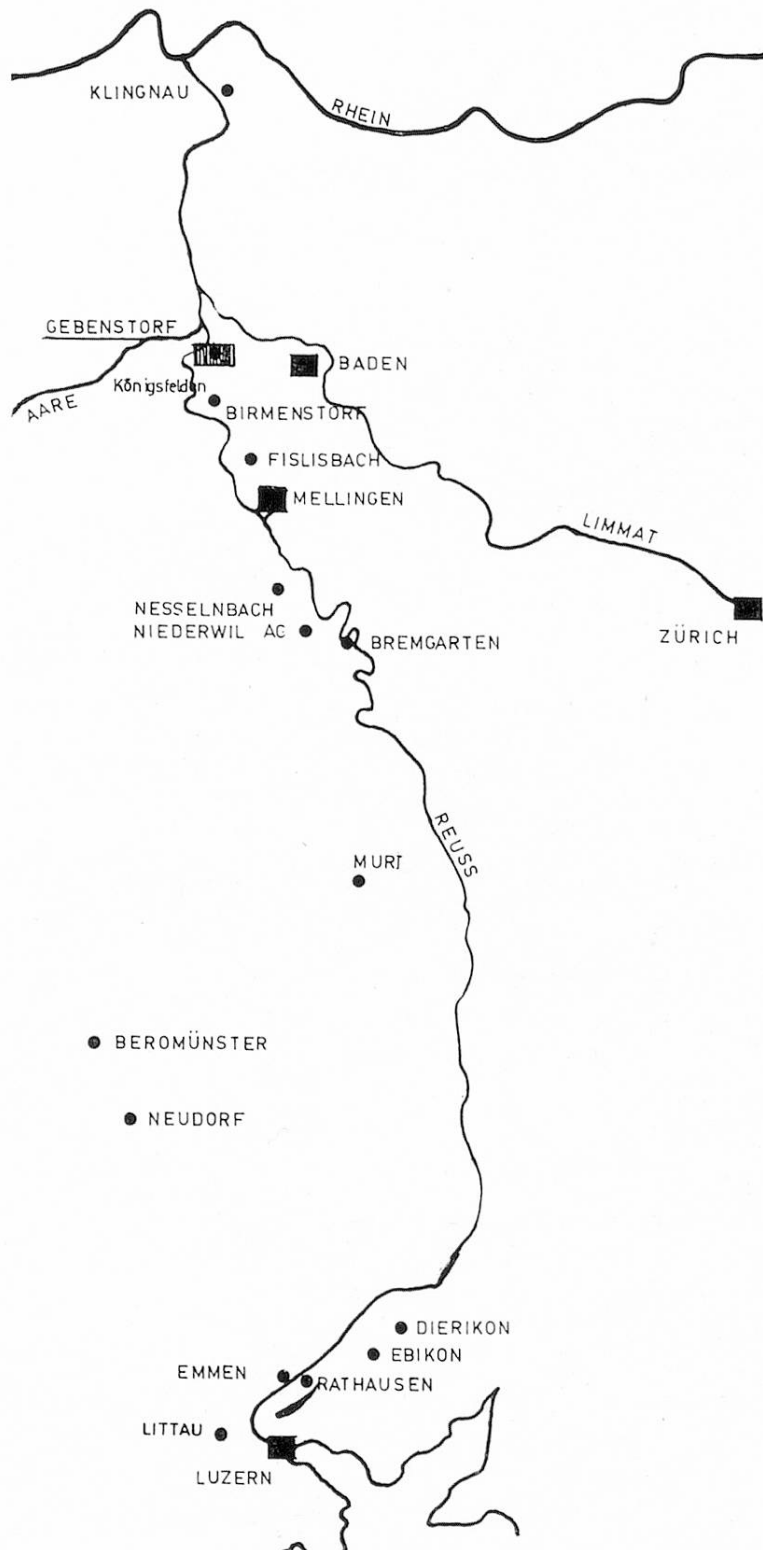 KLINGNAU
RHEIN
GEBENSTORF
BADEN
Königsfelden
AARE
BIRMENSTORF
FISLISBACH
MELLINGEN
LIMMAT
NESSELNBACH
NIEDERWIL AG
BREMGARTEN
ZÜRICH
REUSS
MURI
BEROMÜNSTER
NEUDORF
DIERIKON
EBIKON
EMMEN
RATHAUSEN
LITTAU
LUZERN